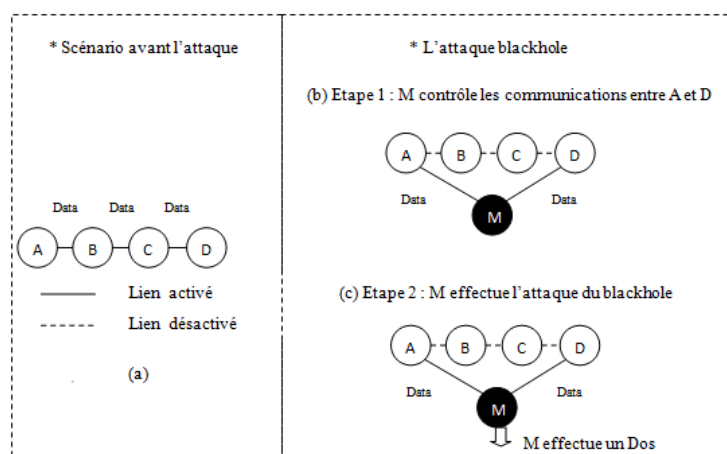 * Scénario avant l'attaque
Data Data Data
A B C D
Lien activé
Lien désactivé
(a)
* L'attaque blackhole
(b) Etape 1 : M contrôle les communications entre A et D
A B C D
Data Data
M
(c) Etape 2 : M effectue l'attaque du blackhole
A B C D
Data Data
M
M effectue un Dos